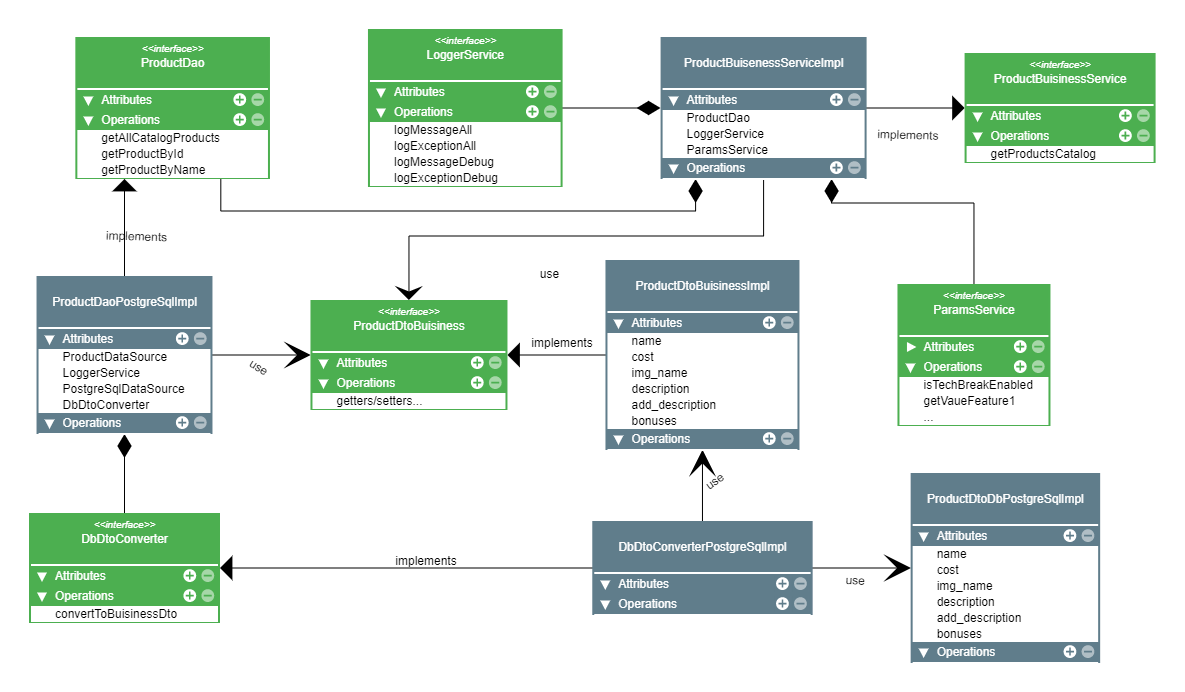 <<interface>>
ProductDao
Attributes
Operations
getAllCatalogProducts
getProductById
getProductByName
<<interface>>
LoggerService
Attributes
Operations
logMessageAll
logExceptionAll
logMessageDebug
logExceptionDebug
ProductBuisenessServiceImpl
Attributes
ProductDao
LoggerService
ParamsService
Operations
implements
<<interface>>
ProductBuisinessService
Attributes
Operations
getProductsCatalog
implements
use
ProductDaoPostgreSqlImpl
Attributes
ProductDataSource
LoggerService
PostgreSqlDataSource
DbDtoConverter
Operations
use
<<interface>>
ProductDtoBuisiness
Attributes
Operations
getters/setters...
implements
ProductDtoBuisinessImpl
Attributes
name
cost
img_name
description
add_description
bonuses
Operations
<<interface>>
ParamsService
Attributes
Operations
isTechBreakEnabled
getVaueFeature1
...
use
<<interface>>
DbDtoConverter
Attributes
Operations
convertToBuisinessDto
implements
DbDtoConverterPostgreSqlImpl
Attributes
Operations
use
ProductDtoDbPostgreSqlImpl
Attributes
name
cost
img_name
description
add_description
bonuses
Operations